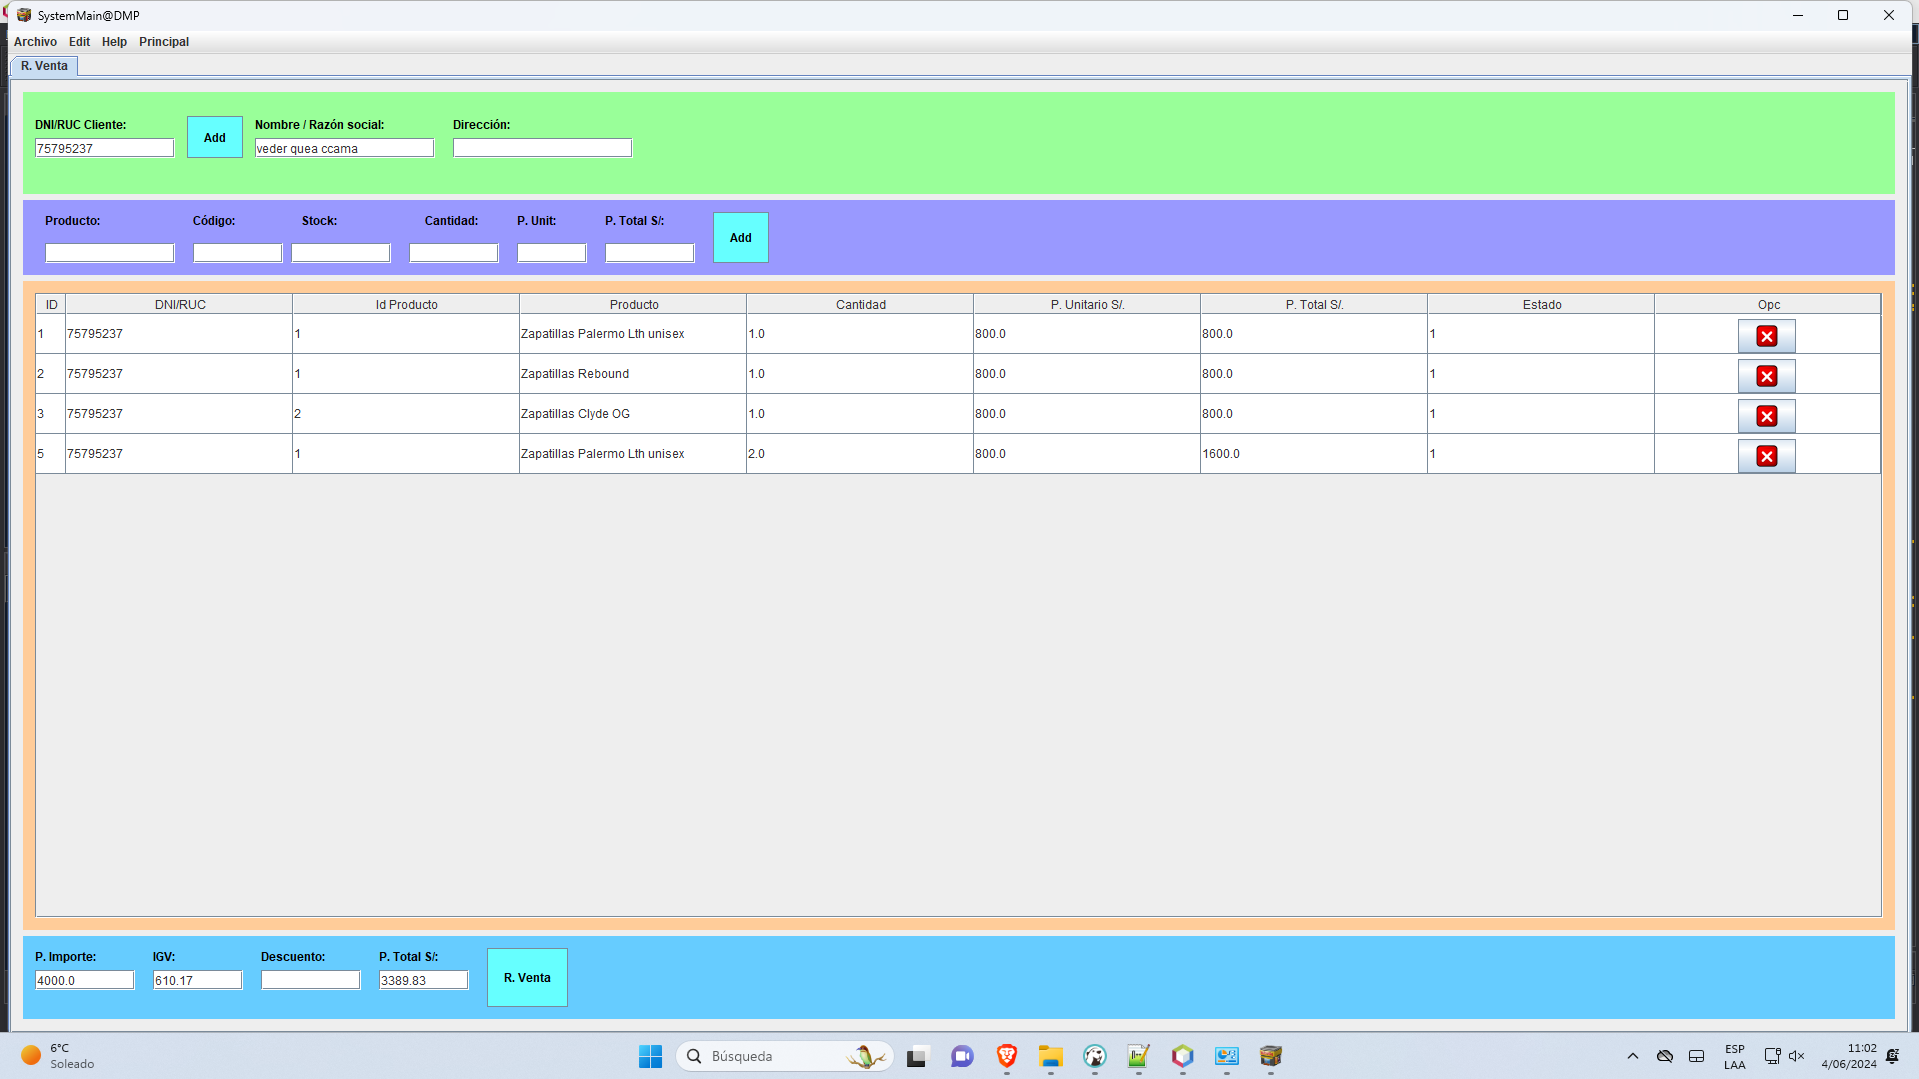 SystemMain@DMP
Archivo Edit Help Principal
R. Venta
DNI/RUC Cliente: Nombre / Razón social: Dirección:
Add
75795237 veder quea ccama
Producto: Código: Stock: Cantidad: P. Unit: P. Total S/:
Add
ID DNI/RUC Id Producto Producto Cantidad P. Unitario S/. P. Total S/. Estado Opc
1 75795237 1 Zapatillas Palermo Lth unisex 1.0 800.0 800.0 1
2 75795237 1 Zapatillas Rebound 1.0 800.0 800.0 1
3 75795237 2 Zapatillas Clyde OG 1.0 800.0 800.0 1
5 75795237 1 Zapatillas Palermo Lth unisex 2.0 800.0 1600.0 1
P. Importe: IGV: Descuento: P. Total S/:
4000.0 610.17 3389.83
R. Venta
6°C
Soleado
Búsqueda
ESP
LAA
11:02
4/06/2024